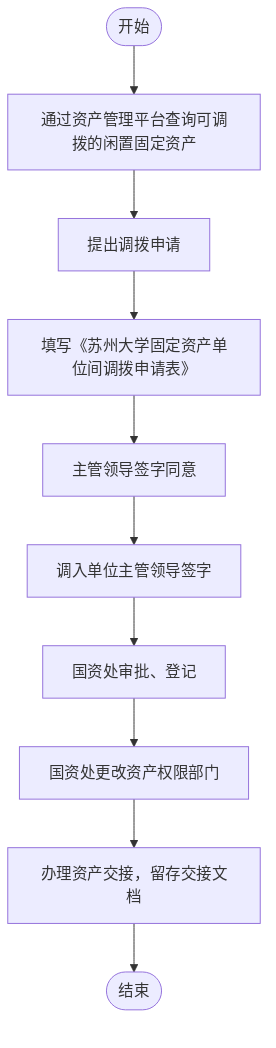 开始
通过资产管理平台查询可调
拨的闲置固定资产
提出调拨申请
填写《苏州大学固定资产单
位间调拨申请表》
主管领导签字同意
调入单位主管领导签字
国资处审批、登记
国资处更改资产权限部门
办理资产交接，留存交接文
档
结束